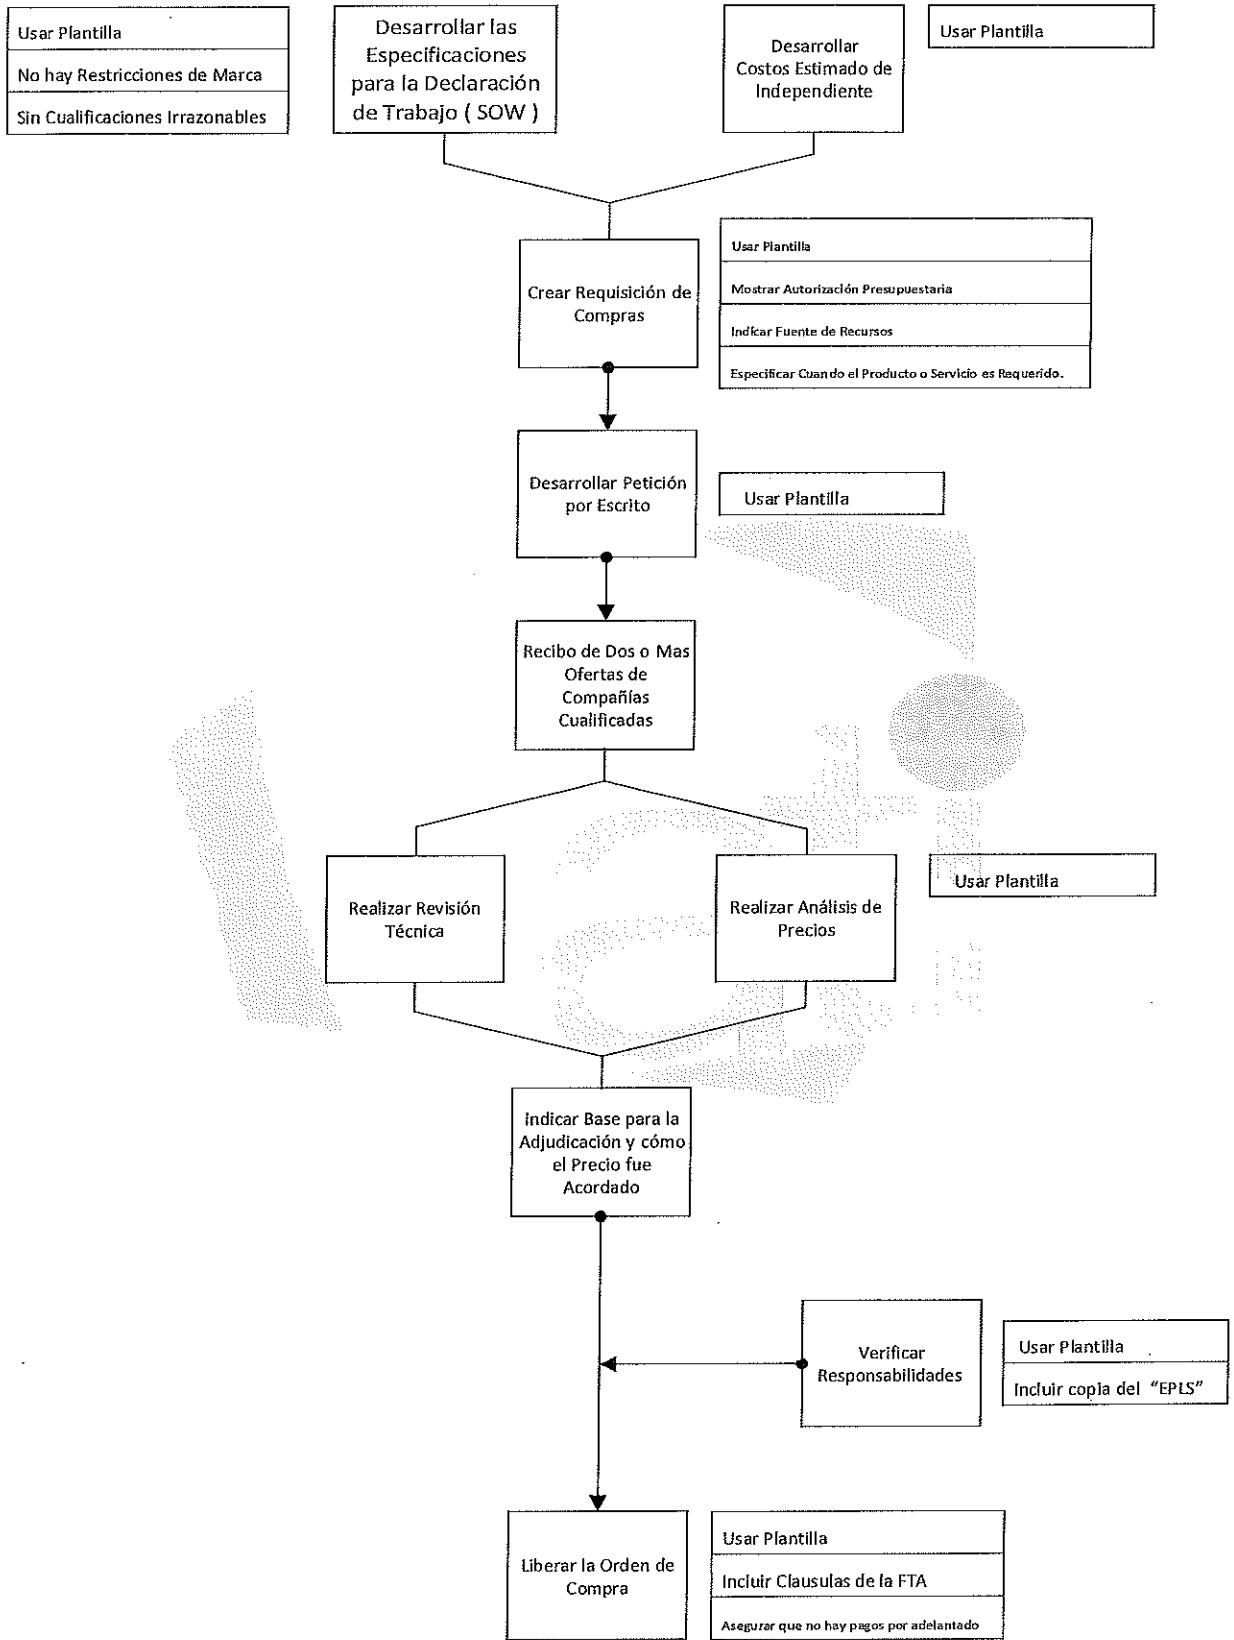 Usar Plantilla
No hay Restricciones de Marca
Sin Cualificaciones Irrazonables
Desarrollar las
Especificaciones
para la Declaración
de Trabajo ( SOW )
Desarrollar
Costos Estimado de
Independiente
Usar Plantilla
Crear Requisición de
Compras
Usar Plantilla
Mostrar Autorización Presupuestaria
Indicar Fuente de Recursos
Especificar Cuando el Producto o Servicio es Requerido.
Desarrollar Petición
por Escrito
Usar Plantilla
Recibo de Dos o Mas
Ofertas de
Compañías
Cualificadas
Realizar Revisión
Técnica
Realizar Análisis de
Precios
Usar Plantilla
Indicar Base para la
Adjudicación y cómo
el Precio fue
Acordado
Verificar
Responsabilidades
Usar Plantilla
Incluir copia del "EPLS"
Liberar la Orden de
Compra
Usar Plantilla
Incluir Clausulas de la FTA
Asegurar que no hay pagos por adelantado